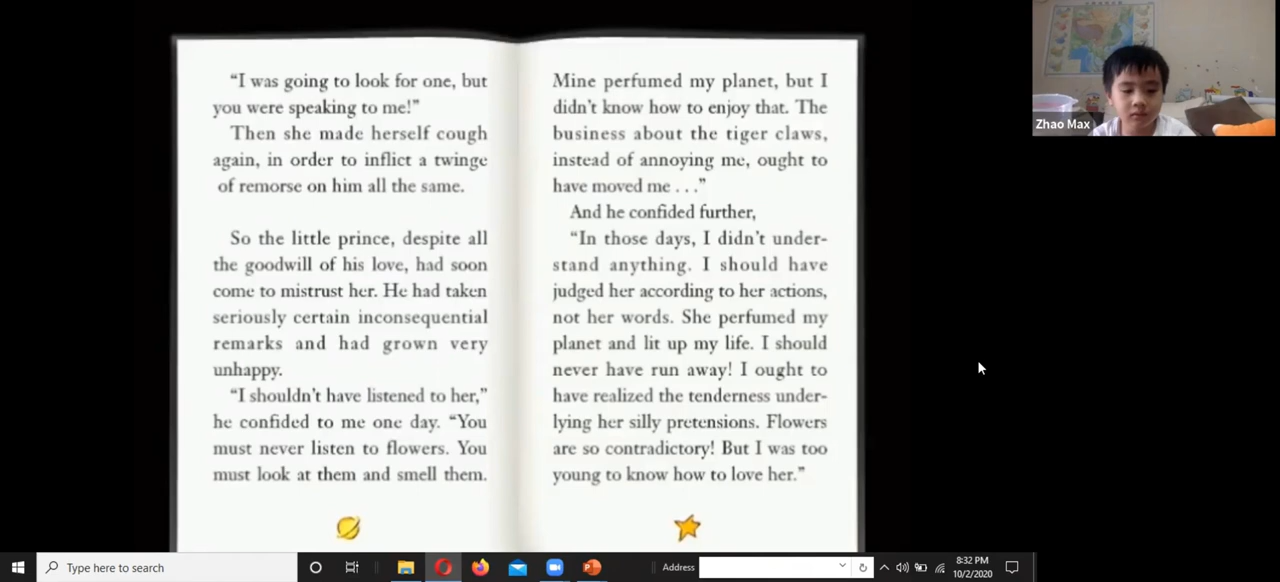 “I was going to look for one, but
you were speaking to me!”
Then she made herself cough
again, in order to inflict a twinge
of remorse on him all the same.
So the little prince, despite all
the goodwill of his love, had soon
come to mistrust her. He had taken
seriously certain inconsequential
remarks and had grown very
unhappy.
“I shouldn’t have listened to her,”
he confided to me one day. “You
must never listen to flowers. You
must look at them and smell them.
Mine perfumed my planet, but I
didn’t know how to enjoy that. The
business about the tiger claws,
instead of annoying me, ought to
have moved me . . .”
And he confided further,
“In those days, I didn’t under-
stand anything. I should have
judged her according to her actions,
not her words. She perfumed my
planet and lit up my life. I should
never have run away! I ought to
have realized the tenderness under-
lying her silly pretensions. Flowers
are so contradictory! But I was too
young to know how to love her.”
Zhao Max
Type here to search
Address
8:32 PM
10/2/2020